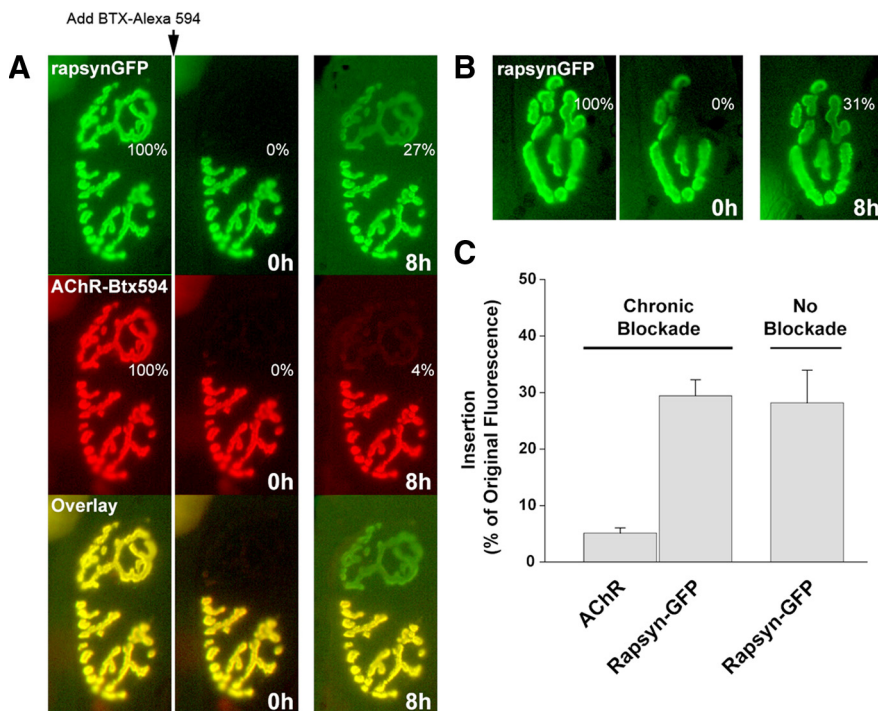 Add BTX-Alexa 594
A
rapsynGFP
100%
0%
27%
0h
8h
AChR-Btx594
100%
0%
4%
0h
8h
Overlay
0h
8h
B
rapsynGFP
100%
0%
31%
0h
8h
C
Insertion
(% of Original Fluorescence)
50
40
30
20
10
0
Chronic
Blockade
No
Blockade
AChR
Rapsyn-GFP
Rapsyn-GFP